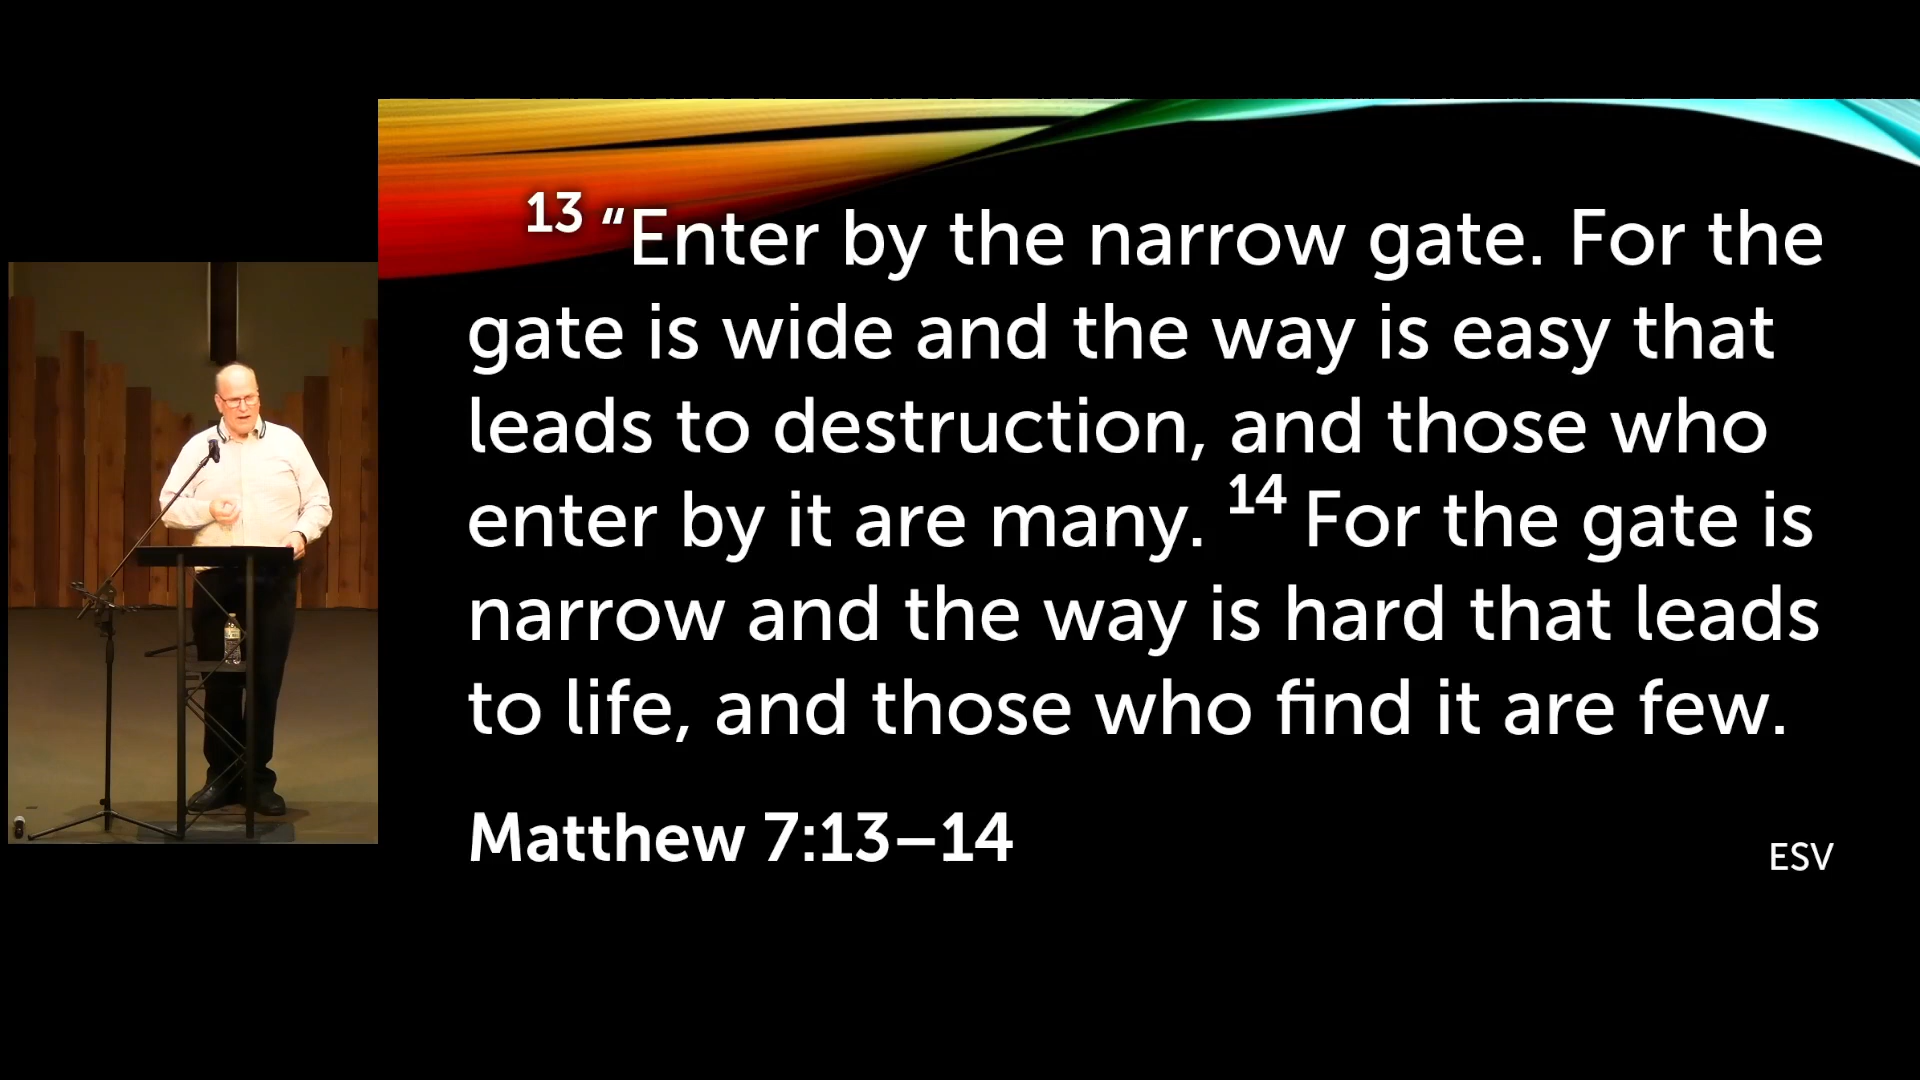 13 “Enter by the narrow gate. For the
gate is wide and the way is easy that
leads to destruction, and those who
enter by it are many. 14 For the gate is
narrow and the way is hard that leads
to life, and those who find it are few.
Matthew 7:13–14
ESV